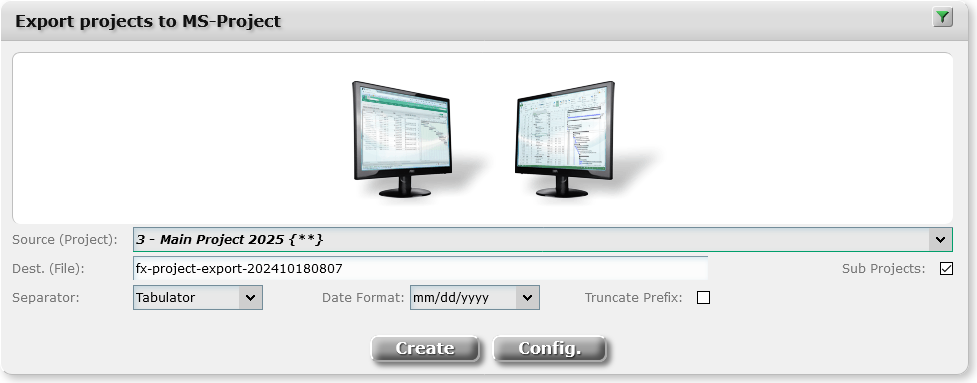 Export projects to MS-Project
Source (Project): 3 - Main Project 2025 {**}
Dest. (File): fx-project-export-202410180807 Sub Projects:
Separator: Tabulator Date Format: mm/dd/yyyy Truncate Prefix:
Create Config.